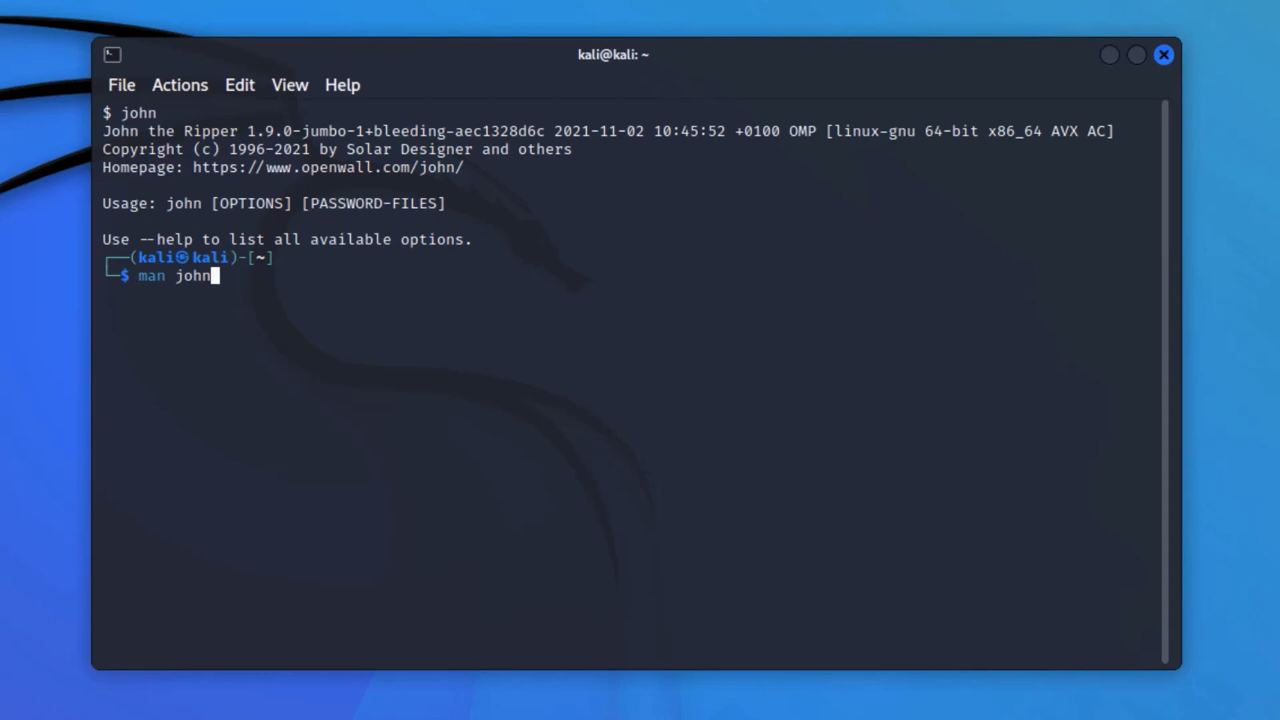 kali@kali: ~
File Actions Edit View Help
$ john
John the Ripper 1.9.0-jumbo-1+bleeding-aec1328d6c 2021-11-02 10:45:52 +0100 OMP [linux-gnu 64-bit x86_64 AVX AC]
Copyright (c) 1996-2021 by Solar Designer and others
Homepage: https://www.openwall.com/john/
Usage: john [OPTIONS] [PASSWORD-FILES]
Use --help to list all available options.
┌──(kali㉿kali)-[~]
└─$ man john